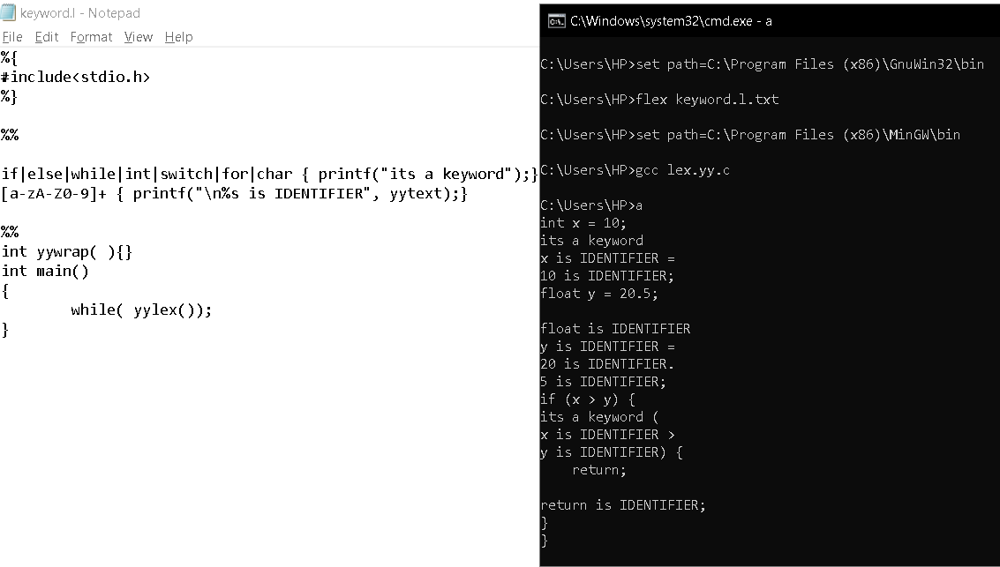 keyword.l - Notepad
File Edit Format View Help
%{
#include<stdio.h>
%}
%%
if|else|while|int|switch|for|char { printf("its a keyword");}
[a-zA-Z0-9]+ { printf("\n%s is IDENTIFIER", yytext);}
%%
int yywrap( ){}
int main()
{
        while( yylex());
}
C:\Windows\system32\cmd.exe - a
C:\Users\HP>set path=C:\Program Files (x86)\GnuWin32\bin
C:\Users\HP>flex keyword.l.txt
C:\Users\HP>set path=C:\Program Files (x86)\MinGW\bin
C:\Users\HP>gcc lex.yy.c
C:\Users\HP>a
int x = 10;
its a keyword
x is IDENTIFIER =
10 is IDENTIFIER;
float y = 20.5;
float is IDENTIFIER
y is IDENTIFIER =
20 is IDENTIFIER.
5 is IDENTIFIER;
if (x > y) {
its a keyword (
x is IDENTIFIER >
y is IDENTIFIER) {
    return;
return is IDENTIFIER;
}
}